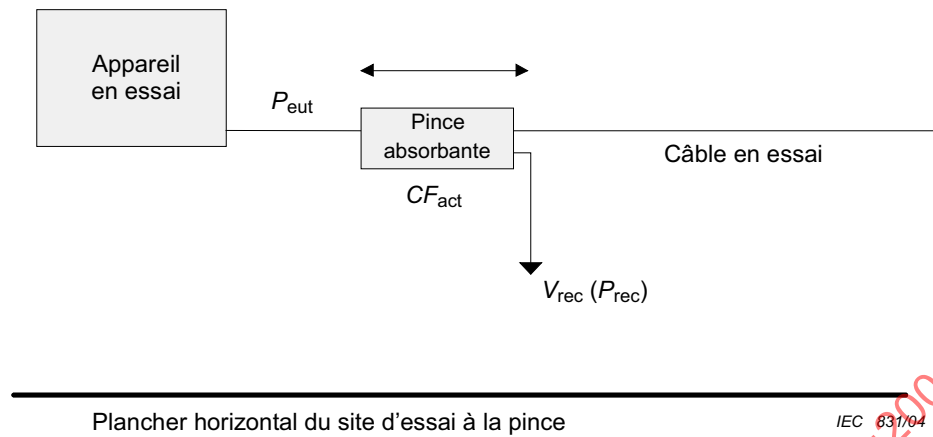 Appareil
en essai
Peut
Pince
absorbante
Câble en essai
CFact
Vrec (Prec)
Plancher horizontal du site d'essai à la pince
IEC 831/04